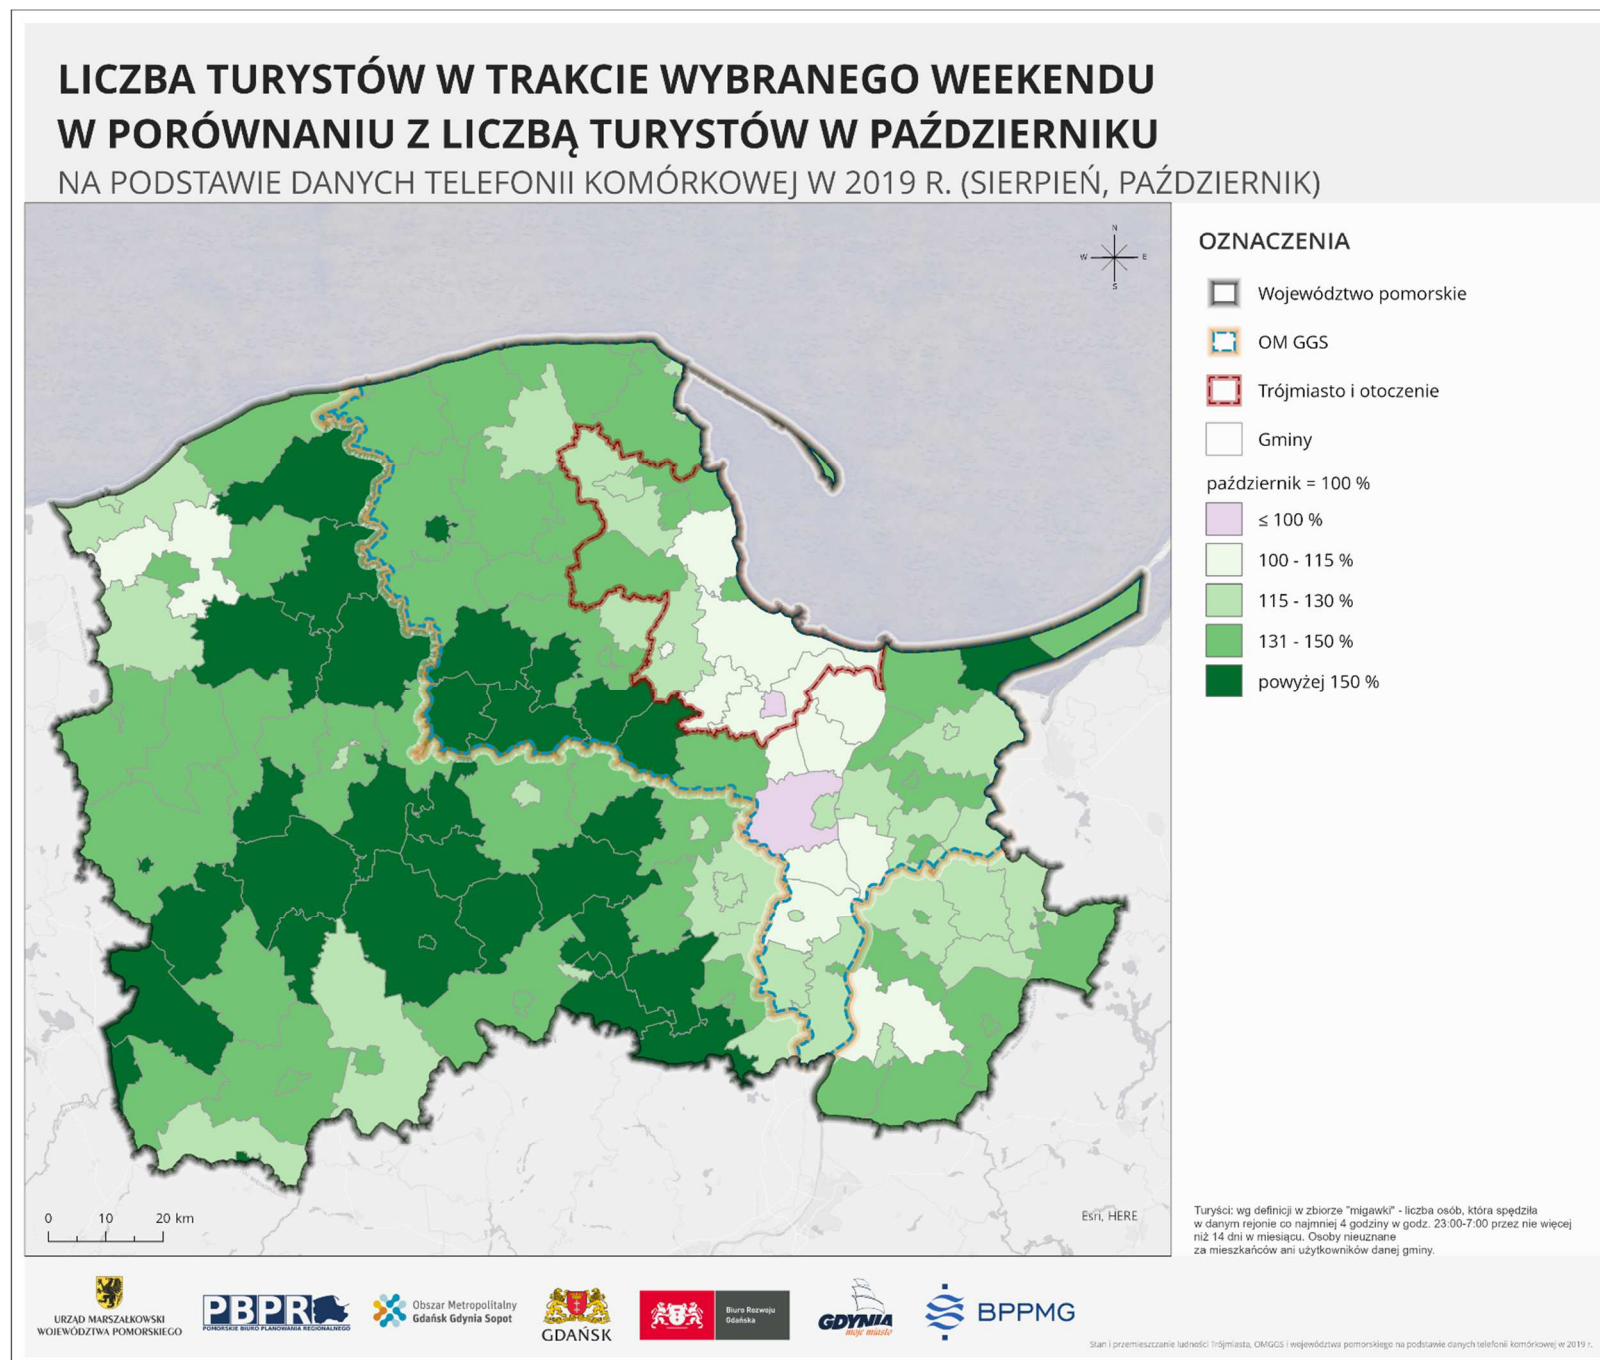 LICZBA TURYSTÓW W TRAKCIE WYBRANEGO WEEKENDU
W PORÓWNANIU Z LICZBĄ TURYSTÓW W PAŹDZIERNIKU
NA PODSTAWIE DANYCH TELEFONII KOMÓRKOWEJ W 2019 R. (SIERPIEŃ, PAŹDZIERNIK)
N
W E
S
OZNACZENIA
Województwo pomorskie
OM GGS
Trójmiasto i otoczenie
Gminy
październik = 100 %
≤ 100 %
100 - 115 %
115 - 130 %
131 - 150 %
powyżej 150 %
0 10 20 km
Esri, HERE
Turyści: wg definicji w zbiorze "migawki" - liczba osób, która spędziła
w danym rejonie co najmniej 4 godziny w godz. 23:00-7:00 przez nie więcej
niż 14 dni w miesiącu. Osoby nieuznane
za mieszkańców ani użytkowników danej gminy.
URZĄD MARSZAŁKOWSKI
WOJEWÓDZTWA POMORSKIEGO
PBPR
POMORSKIE BIURO PLANOWANIA REGIONALNEGO
Obszar Metropolitalny
Gdańsk Gdynia Sopot
GDAŃSK
Biuro Rozwoju
Gdańska
GDYNIA
moje miasto
BPPMG
Stan i przemieszczanie ludności Trójmiasta, OMGGS i województwa pomorskiego na podstawie danych telefonii komórkowej w 2019 r.